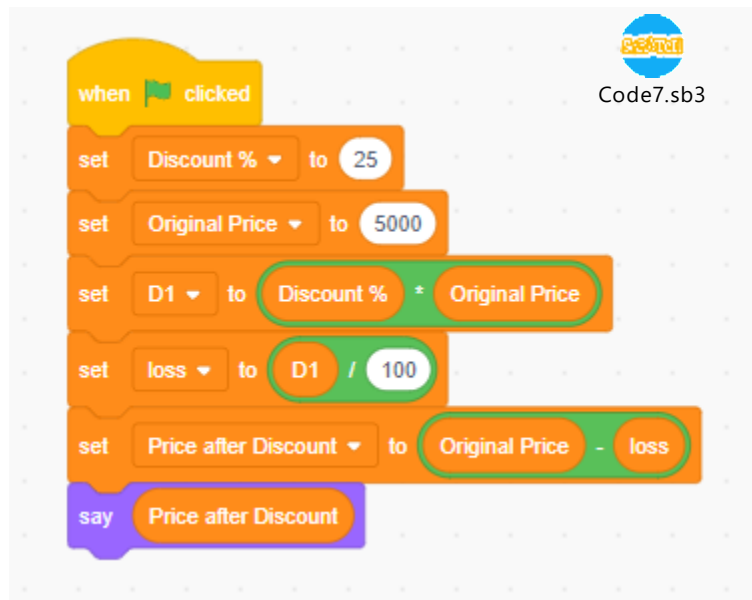 SCRATCH
Code7.sb3
when clicked
set Discount % to 25
set Original Price to 5000
set D1 to Discount % * Original Price
set loss to D1 / 100
set Price after Discount to Original Price - loss
say Price after Discount